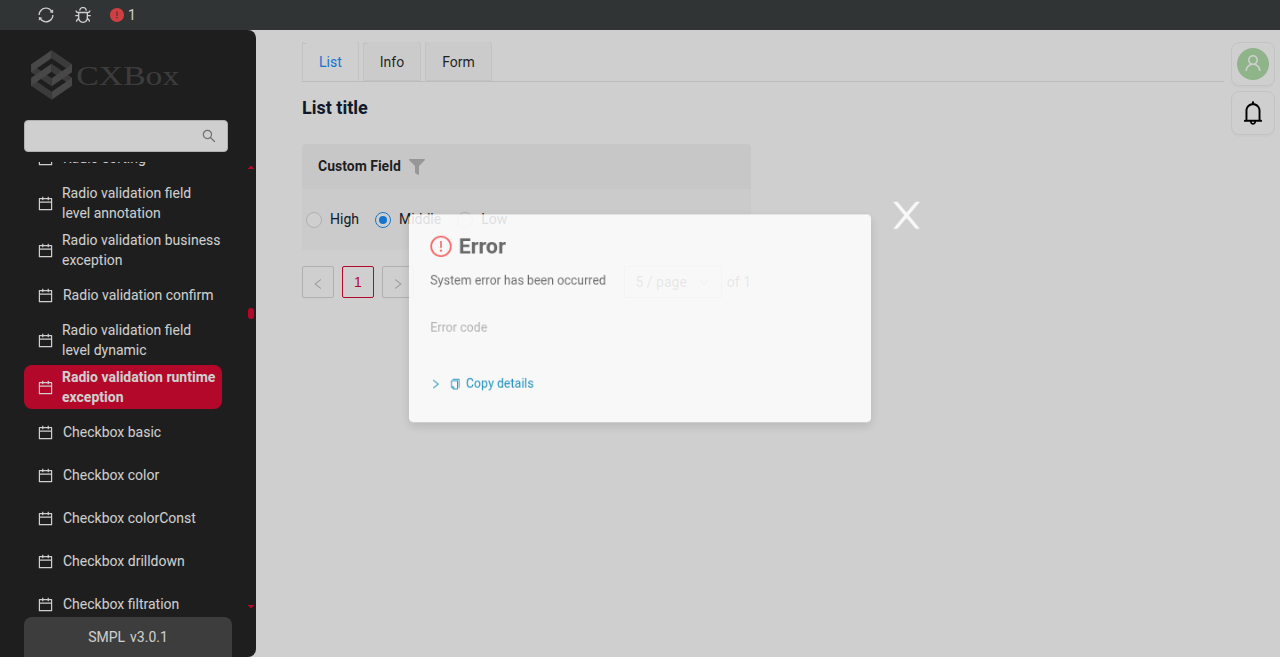 1
CXBox
Radio sorting
Radio validation field
level annotation
Radio validation business
exception
Radio validation confirm
Radio validation field
level dynamic
Radio validation runtime
exception
Checkbox basic
Checkbox color
Checkbox colorConst
Checkbox drilldown
Checkbox filtration
SMPL v3.0.1
List
Info
Form
List title
Custom Field
High
Middle
Low
< 1 >
5 / page
of 1
Error
System error has been occurred
Error code
Copy details